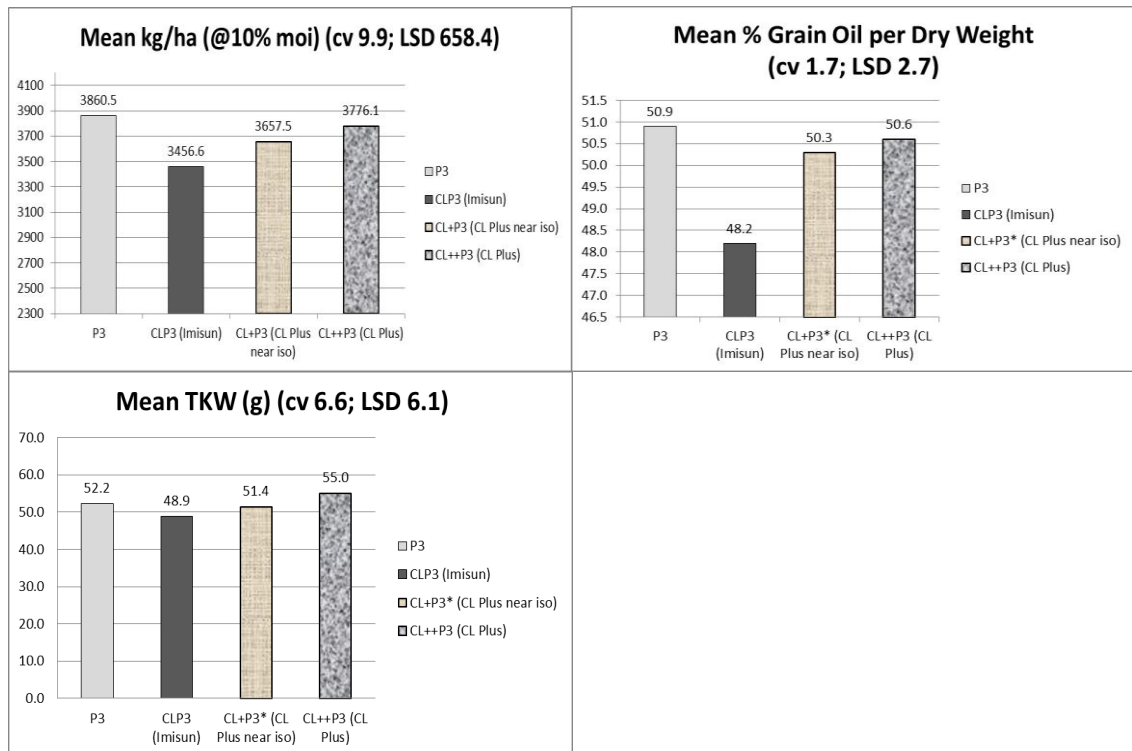 Mean kg/ha (@10% moi) (cv 9.9; LSD 658.4)
4100
3900
3700
3500
3300
3100
2900
2700
2500
2300
3860.5
3456.6
3657.5
3776.1
P3
CLP3 (Imisun)
CL+P3 (CL Plus
near iso)
CL++P3 (CL Plus)
P3
CLP3 (Imisun)
CL+P3 (CL Plus near iso)
CL++P3 (CL Plus)
Mean % Grain Oil per Dry Weight
(cv 1.7; LSD 2.7)
51.5
51.0
50.5
50.0
49.5
49.0
48.5
48.0
47.5
47.0
46.5
50.9
48.2
50.3
50.6
P3
CLP3
(Imisun)
CL+P3* (CL
Plus near iso)
CL++P3 (CL
Plus)
P3
CLP3 (Imisun)
CL+P3* (CL Plus near iso)
CL++P3 (CL Plus)
Mean TKW (g) (cv 6.6; LSD 6.1)
70.0
60.0
50.0
40.0
30.0
20.0
10.0
0.0
52.2
48.9
51.4
55.0
P3
CLP3
(Imisun)
CL+P3* (CL
Plus near iso)
CL++P3 (CL
Plus)
P3
CLP3 (Imisun)
CL+P3* (CL Plus near iso)
CL++P3 (CL Plus)